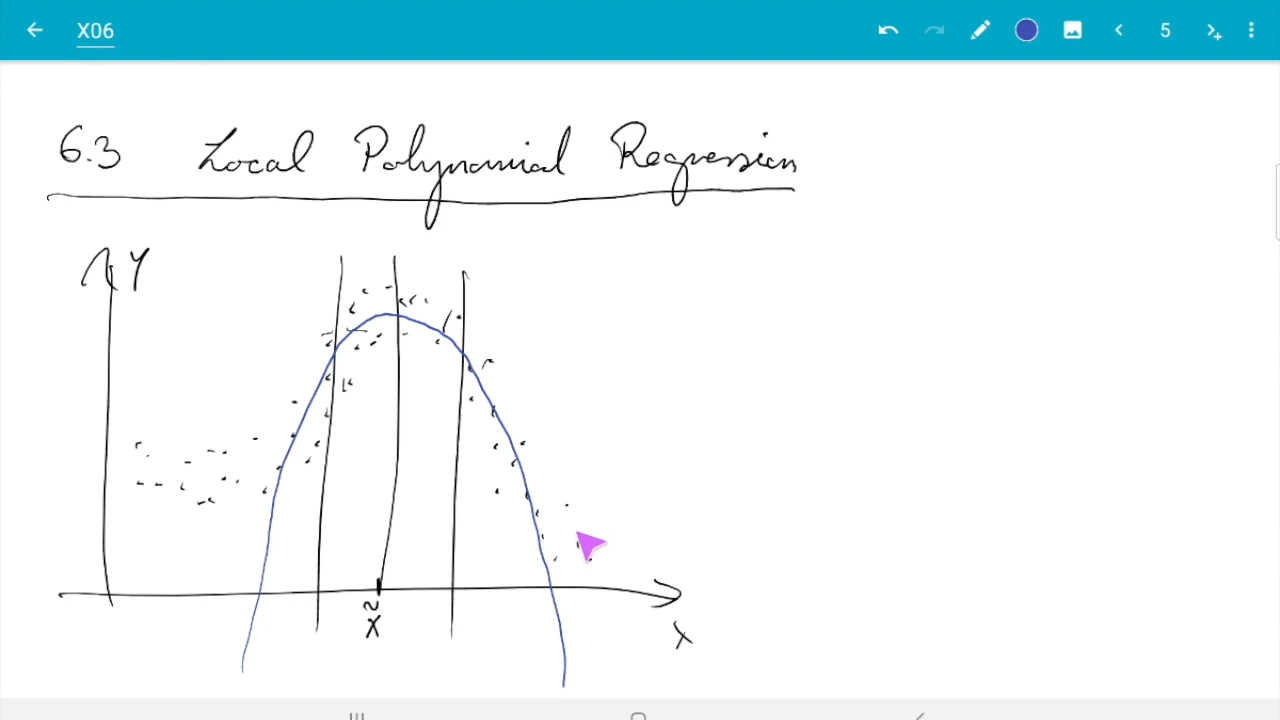 X06
5
6.3 Local Polynomial Regression
Y
x̃
x